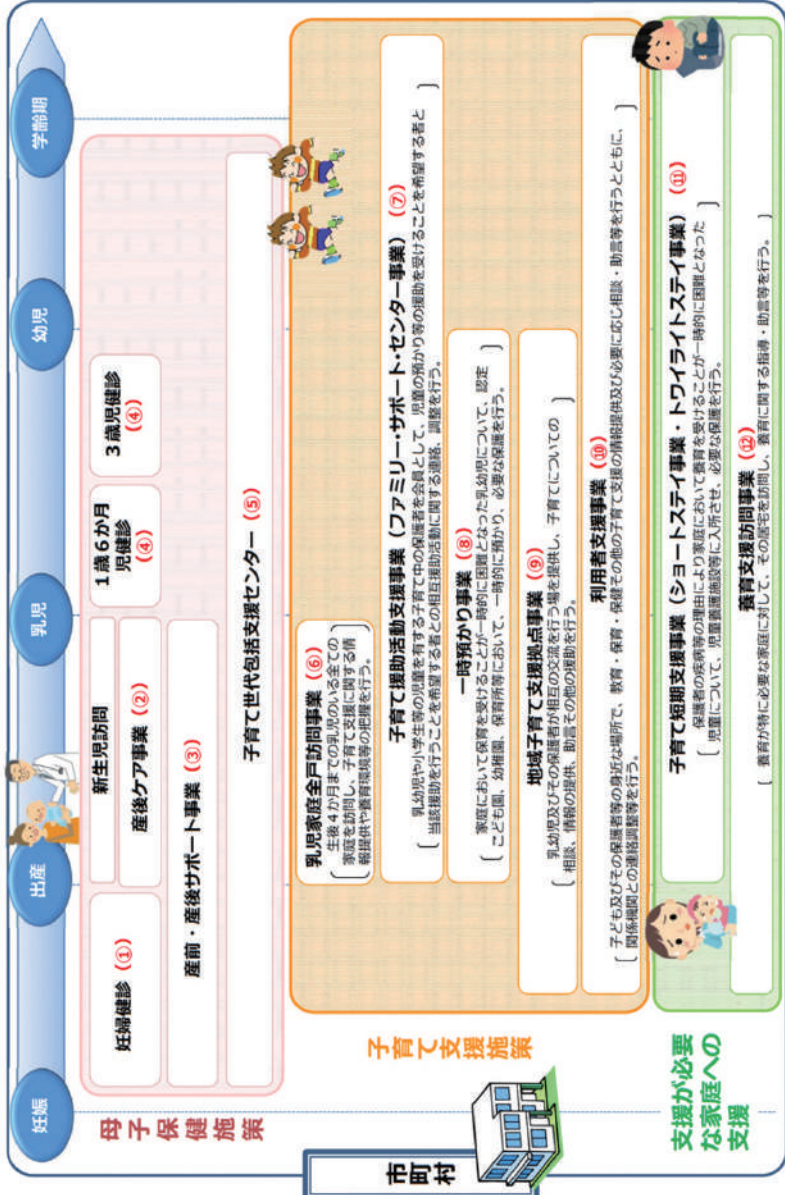 妊娠
出産
乳児
幼児
学齢期
市町村
母子保健施策
妊婦健診（①）
新生児訪問
産後ケア事業（②）
産前・産後サポート事業（③）
1歳6か月
児健診
（④）
3歳児健診
（④）
子育て世代包括支援センター（⑤）
子育て支援施策
乳児家庭全戸訪問事業（⑥）
生後4か月までの乳児のいる全ての
家庭を訪問し、子育て支援に関する情
報提供や養育環境等の把握を行う。
子育て援助活動支援事業（ファミリー・サポート・センター事業）（⑦）
乳幼児や小学生等の児童を有する子育て中の保護者を会員として、児童の預かり等の援助を受けることを希望する者と
当該援助を行うことを希望する者との相互援助活動に関する連絡、調整を行う。
一時預かり事業（⑧）
家庭において保育を受けることが一時的に困難となった乳幼児について、認定
こども園、幼稚園、保育所等において、一時的に預かり、必要な保護を行う。
地域子育て支援拠点事業（⑨）
乳幼児及びその保護者が相互の交流を行う場を提供し、子育てについての
相談、情報の提供、助言その他の援助を行う。
利用者支援事業（⑩）
子ども及びその保護者等の身近な場所で、教育・保育・保健その他の子育て支援の情報提供及び必要に応じ相談・助言等を行うとともに、
関係機関との連絡調整等を行う。
支援が必要
な家庭への
支援
子育て短期支援事業（ショートステイ事業・トワイライトステイ事業）（⑪）
保護者の疾病等の理由により家庭において養育を受けることが一時的に困難となった
児童について、児童養護施設等に入所させ、必要な保護を行う。
養育支援訪問事業（⑫）
養育が特に必要な家庭に対して、その居宅を訪問し、養育に関する指導・助言等を行う。